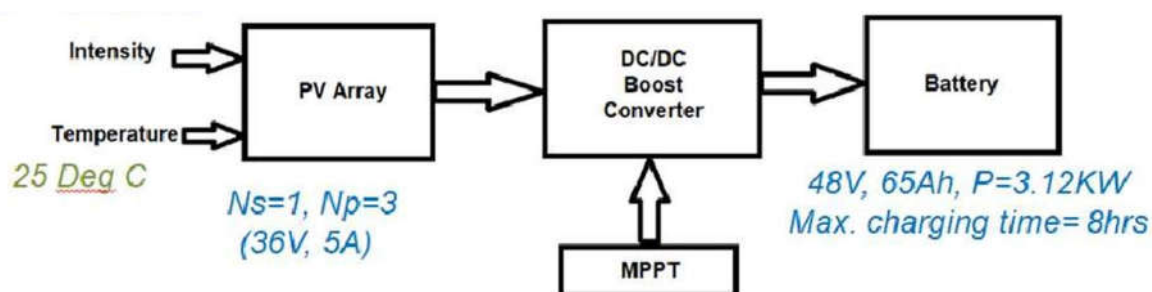 Intensity
Temperature
25 Deg C
PV Array
Ns=1, Np=3
(36V, 5A)
DC/DC
Boost
Converter
MPPT
Battery
48V, 65Ah, P=3.12KW
Max. charging time= 8hrs